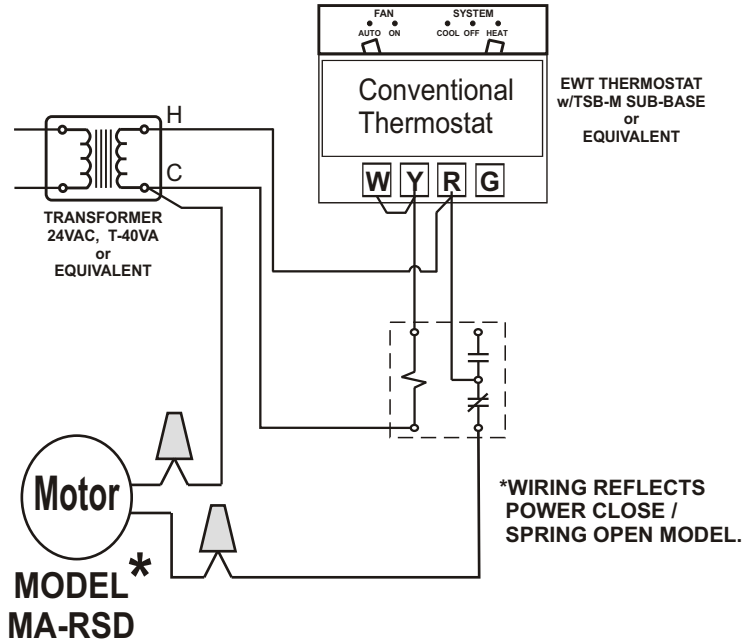 FAN SYSTEM
AUTO ON COOL OFF HEAT
Conventional
Thermostat
W Y R G
EWT THERMOSTAT
w/TSB-M SUB-BASE
or
EQUIVALENT
H
C
TRANSFORMER
24VAC, T-40VA
or
EQUIVALENT
Motor
*
MODEL
MA-RSD
*WIRING REFLECTS
POWER CLOSE /
SPRING OPEN MODEL.